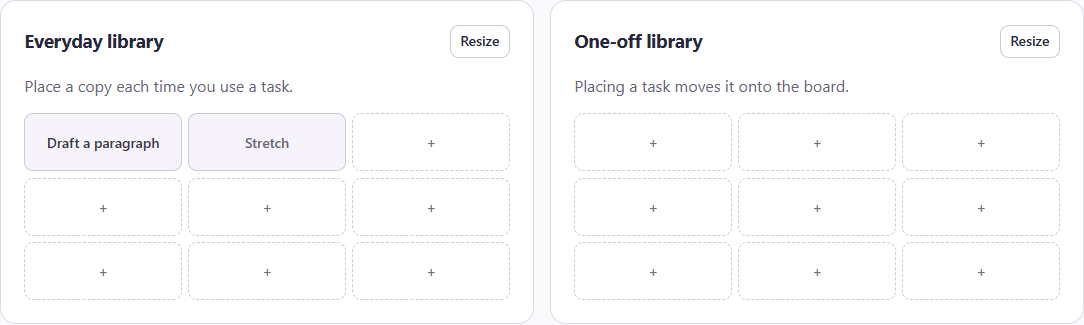 Everyday library
Resize
Place a copy each time you use a task.
Draft a paragraph
Stretch
+
+
+
+
+
+
+
One-off library
Resize
Placing a task moves it onto the board.
+
+
+
+
+
+
+
+
+